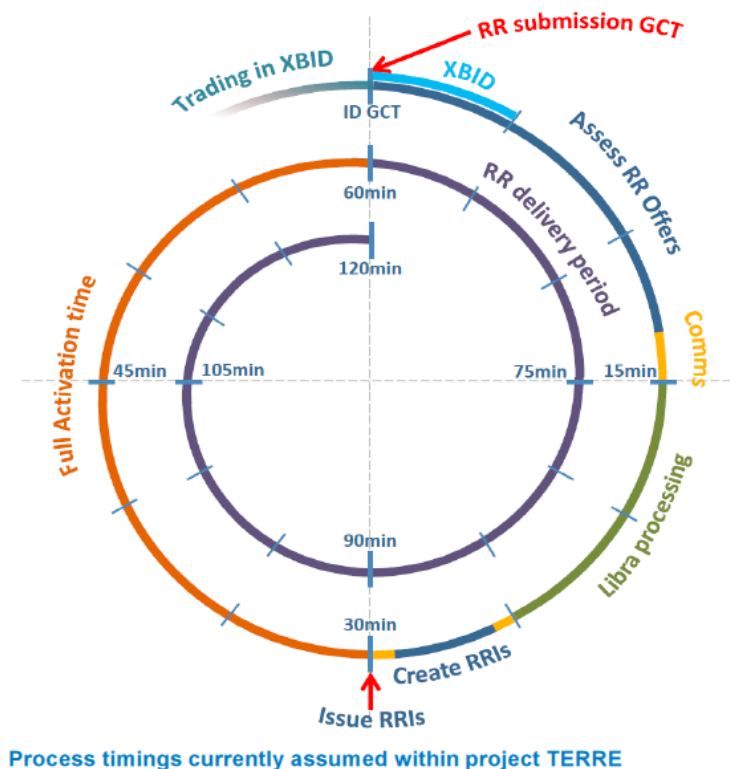 RR submission GCT
Trading in XBID
XBID
ID GCT
Assess RR Offers
60min
RR delivery period
120min
Comms
Full Activation time
45min
105min
75min
15min
Libra processing
90min
30min
Create RRIs
Issue RRIs
Process timings currently assumed within project TERRE